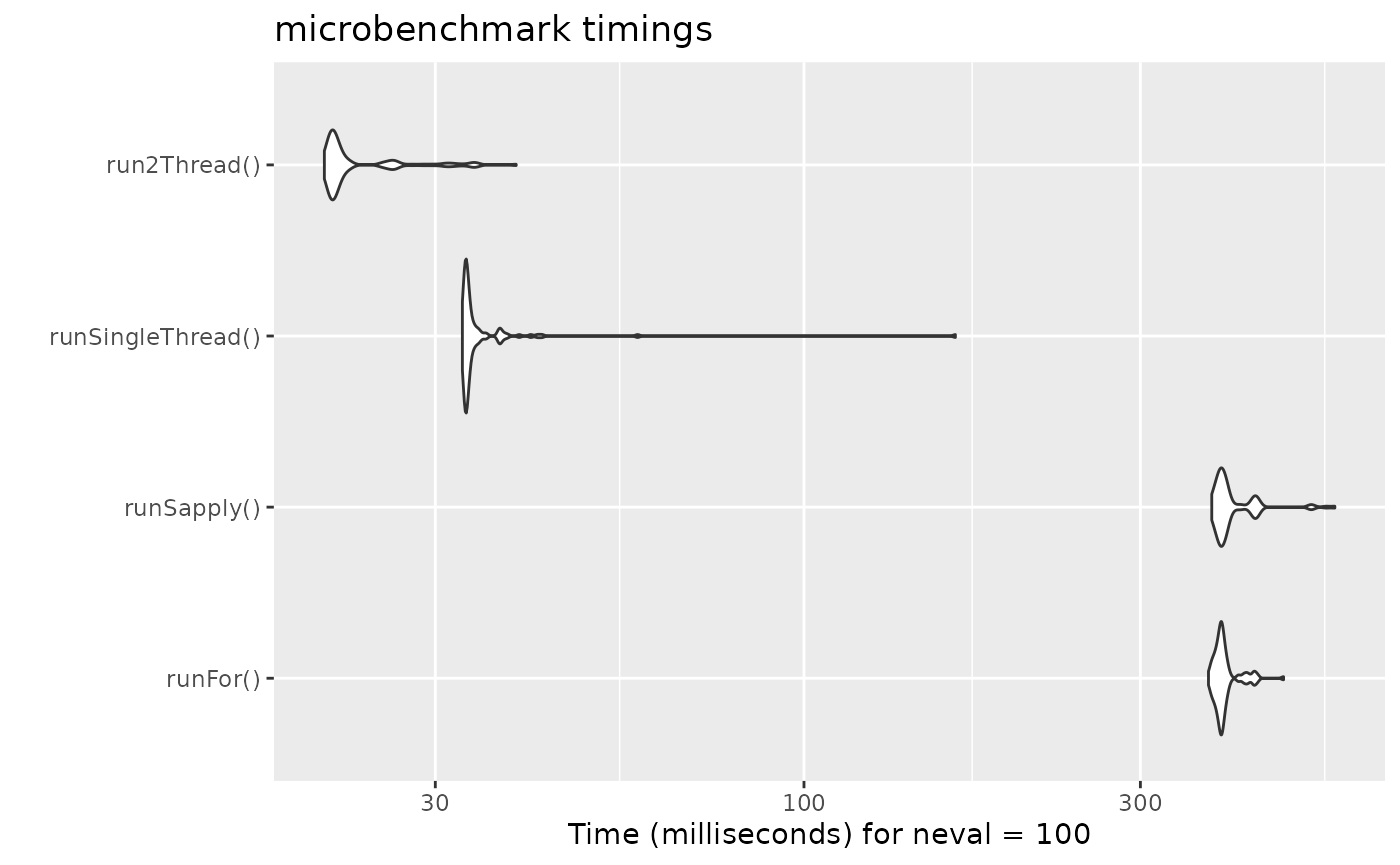 microbenchmark timings
run2Thread()
runSingleThread()
runSapply()
runFor()
30 100 300
Time (milliseconds) for neval = 100